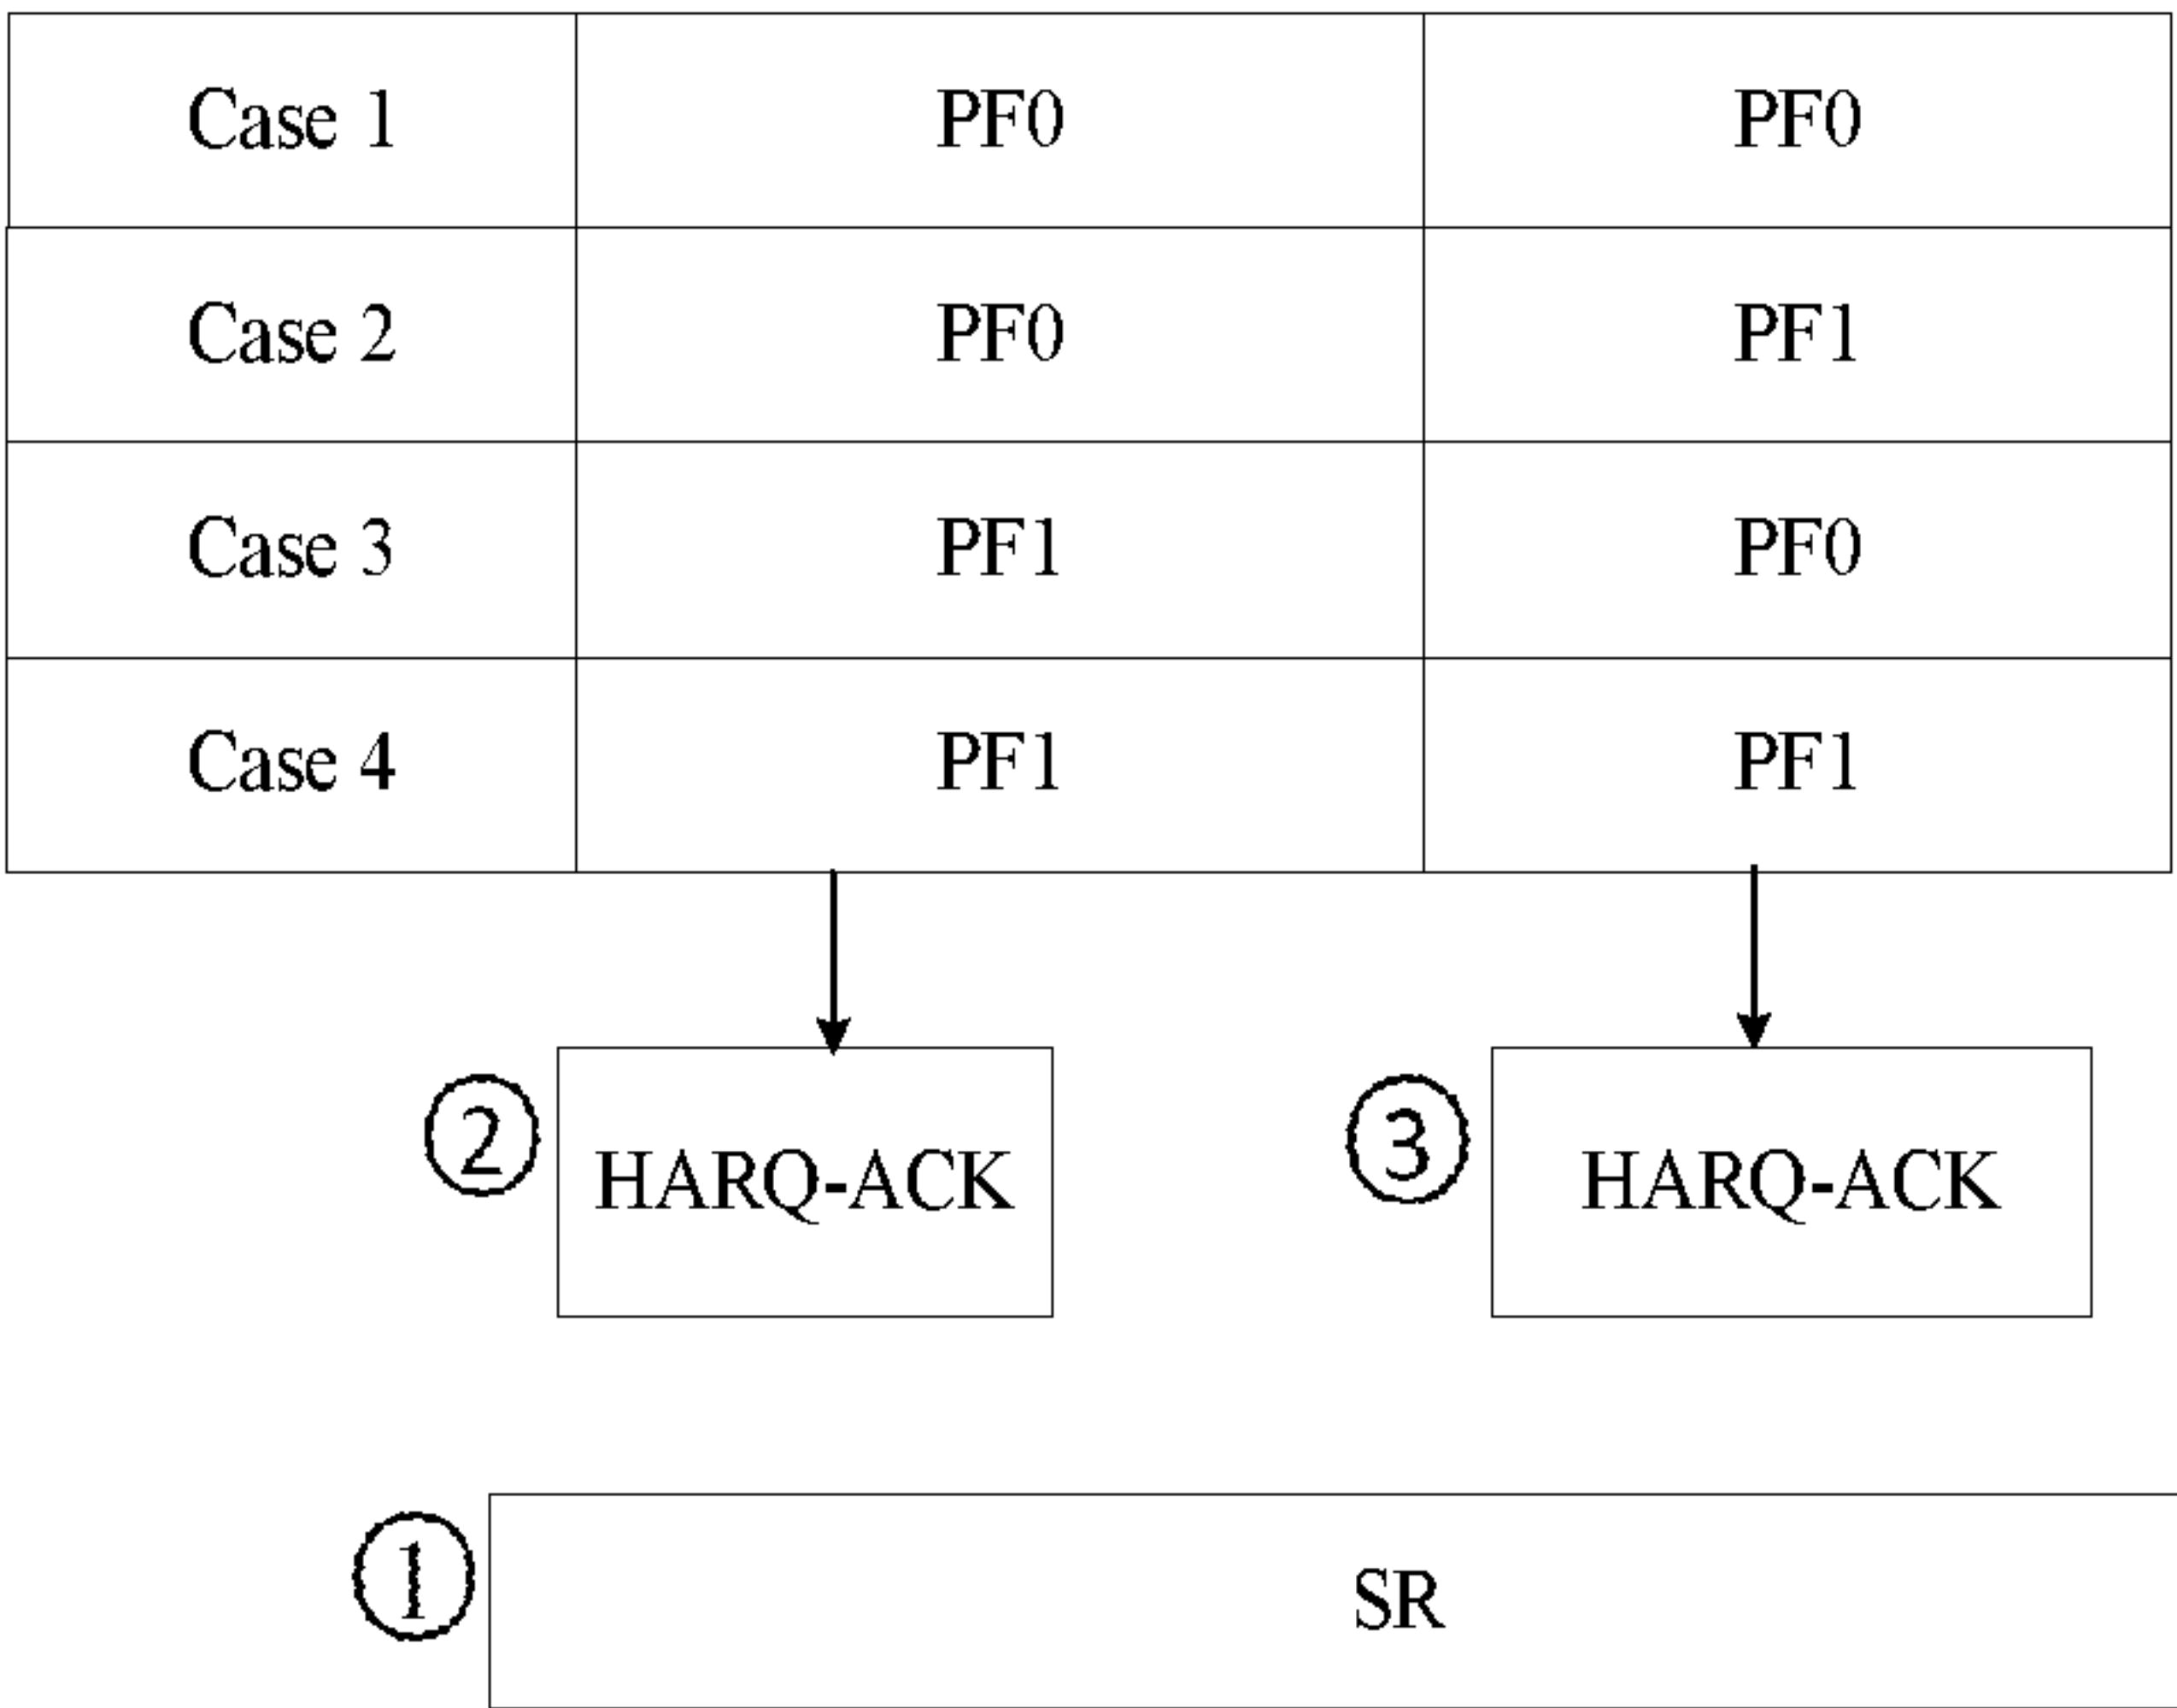 Case 1 PF0 PF0
Case 2 PF0 PF1
Case 3 PF1 PF0
Case 4 PF1 PF1
② HARQ-ACK ③ HARQ-ACK
① SR